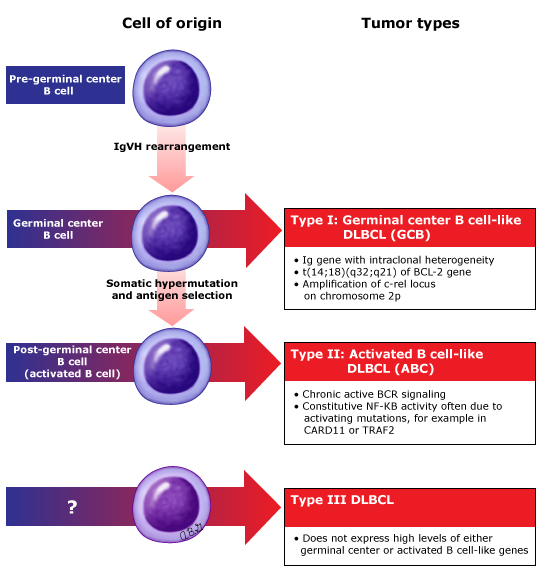 Cell of origin
Tumor types
Pre-germinal center
B cell
IgVH rearrangement
Germinal center
B cell
Type I: Germinal center B cell-like
DLBCL (GCB)
• Ig gene with intraclonal heterogeneity
• t(14;18)(q32;q21) of BCL-2 gene
• Amplification of c-rel locus
on chromosome 2p
Somatic hypermutation
and antigen selection
Post-germinal center
B cell
(activated B cell)
Type II: Activated B cell-like
DLBCL (ABC)
• Chronic active BCR signaling
• Constitutive NF-KB activity often due to
activating mutations, for example in
CARD11 or TRAF2
?
Type III DLBCL
• Does not express high levels of either
germinal center or activated B cell-like genes